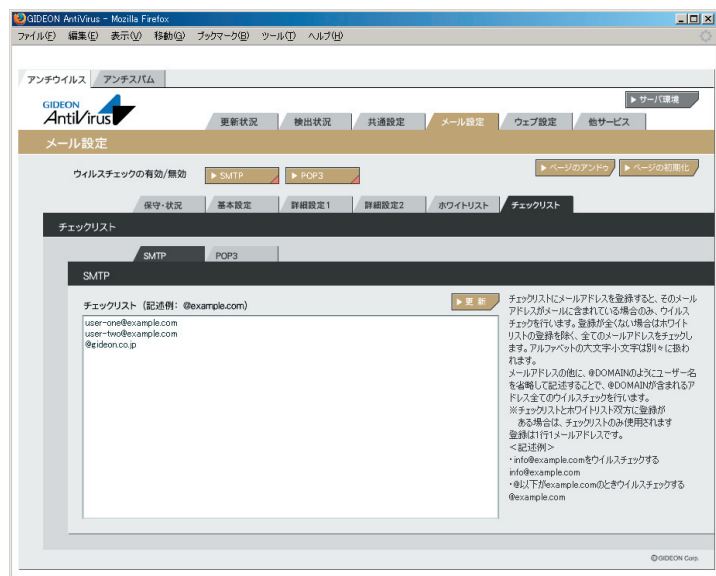 GIDEON AntiVirus - Mozilla Firefox
ファイル(F) 編集(E) 表示(V) 移動(G) ブックマーク(B) ツール(T) ヘルプ(H)
アンチウイルス アンチスパム
GIDEON
AntiVirus
サーバ環境
更新状況 検出状況 共通設定 メール設定 ウェブ設定 他サービス
メール設定
ウィルスチェックの有効/無効 SMTP POP3 ページのアンドゥ ページの初期化
保守・状況 基本設定 詳細設定1 詳細設定2 ホワイトリスト チェックリスト
チェックリスト
SMTP POP3
SMTP
チェックリスト（記述例: @example.com） 更 新
user-one@example.com
user-two@example.com
@gideon.co.jp
チェックリストにメールアドレスを登録すると、そのメール
アドレスがメールに含まれている場合のみ、ウイルス
チェックを行います。登録が全くない場合はホワイト
リストの登録を除く、全てのメールアドレスをチェックし
ます。アルファベットの大文字小文字は別々に扱わ
れます。
メールアドレスの他に、@DOMAINのようにユーザー名
を省略して記述することで、@DOMAINが含まれるア
ドレス全てのウイルスチェックを行います。
※チェックリストとホワイトリスト双方に登録が
ある場合は、チェックリストのみ使用されます
登録は1行1メールアドレスです。
＜記述例＞
・info@example.comをウイルスチェックする
info@example.com
・@以下がexample.comのときウイルスチェックする
@example.com
©GIDEON Corp.